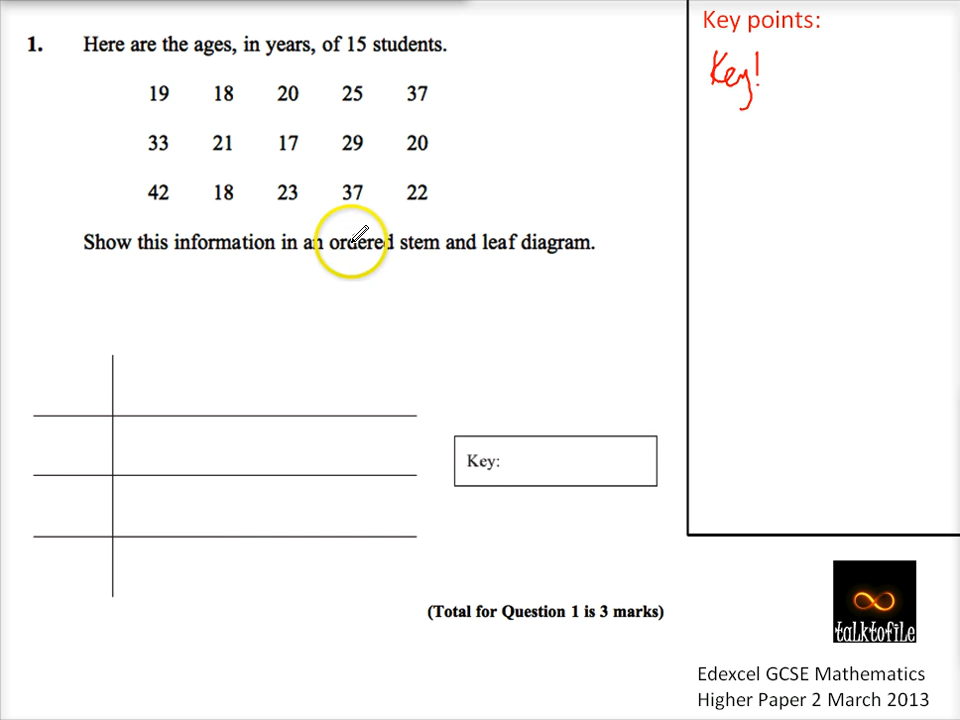 1. Here are the ages, in years, of 15 students.
19 18 20 25 37
33 21 17 29 20
42 18 23 37 22
Show this information in an ordered stem and leaf diagram.
Key:
(Total for Question 1 is 3 marks)
Key points:
Key!
talktofile
Edexcel GCSE Mathematics
Higher Paper 2 March 2013